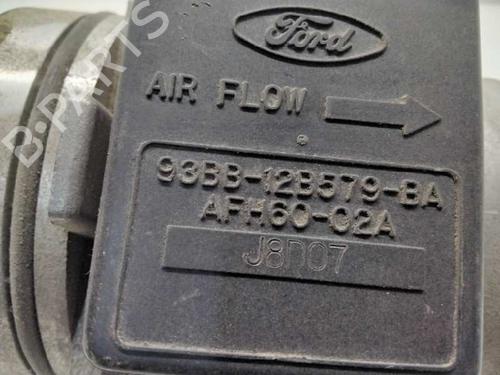 Ford
AIR FLOW
93BB-12B579-BA
AFH60-02A
J8D07
B-PARTS